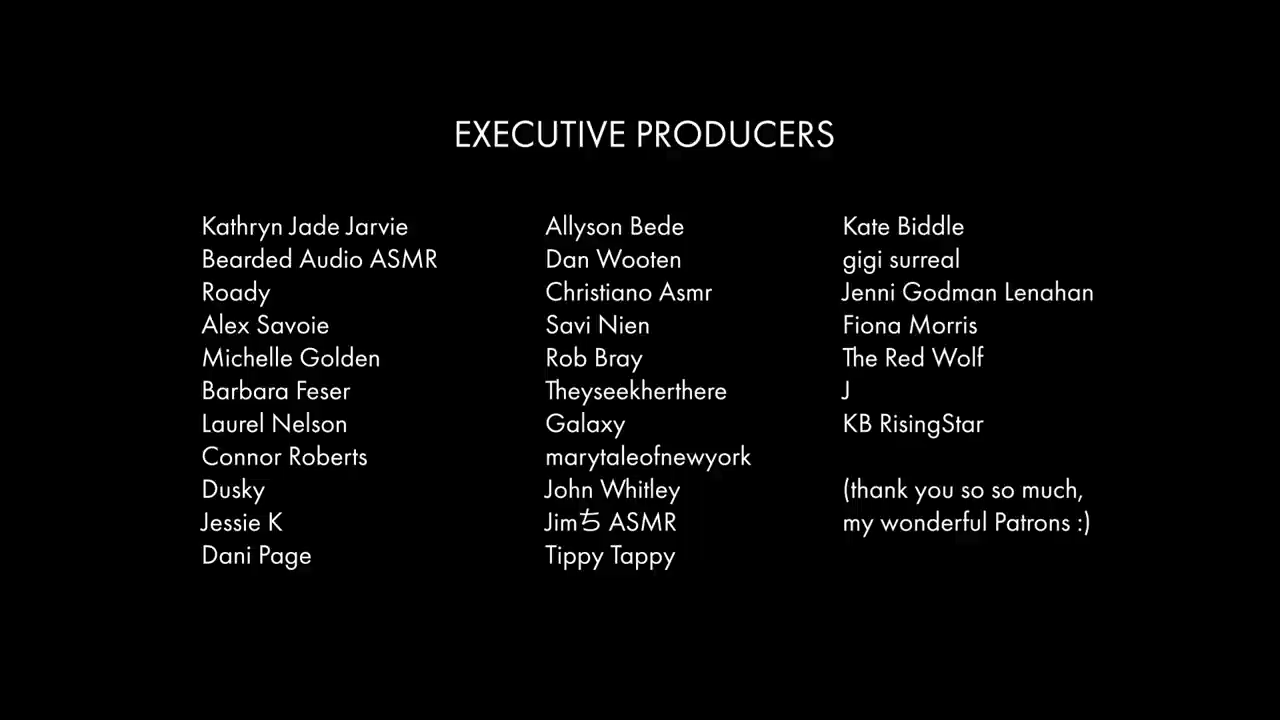 EXECUTIVE PRODUCERS
Kathryn Jade Jarvie
Bearded Audio ASMR
Roady
Alex Savoie
Michelle Golden
Barbara Feser
Laurel Nelson
Connor Roberts
Dusky
Jessie K
Dani Page
Allyson Bede
Dan Wooten
Christiano Asmr
Savi Nien
Rob Bray
Theyseekherthere
Galaxy
marytaleofnewyork
John Whitley
Jimち ASMR
Tippy Tappy
Kate Biddle
gigi surreal
Jenni Godman Lenahan
Fiona Morris
The Red Wolf
J
KB RisingStar
(thank you so so much,
my wonderful Patrons :)